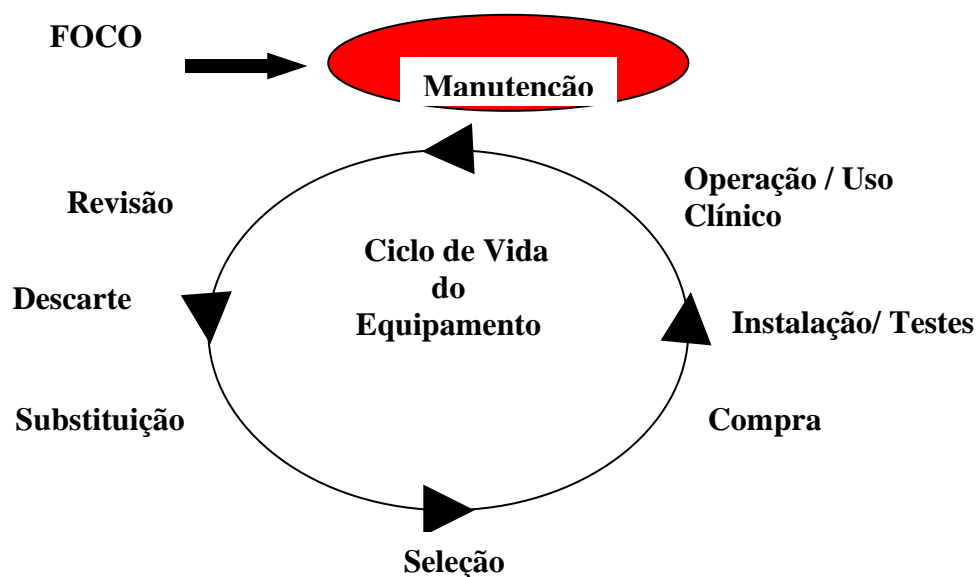 FOCO
Manutencão
Revisão
Operação / Uso
Clínico
Ciclo de Vida
do
Equipamento
Descarte
Instalação/ Testes
Substituição
Compra
Seleção